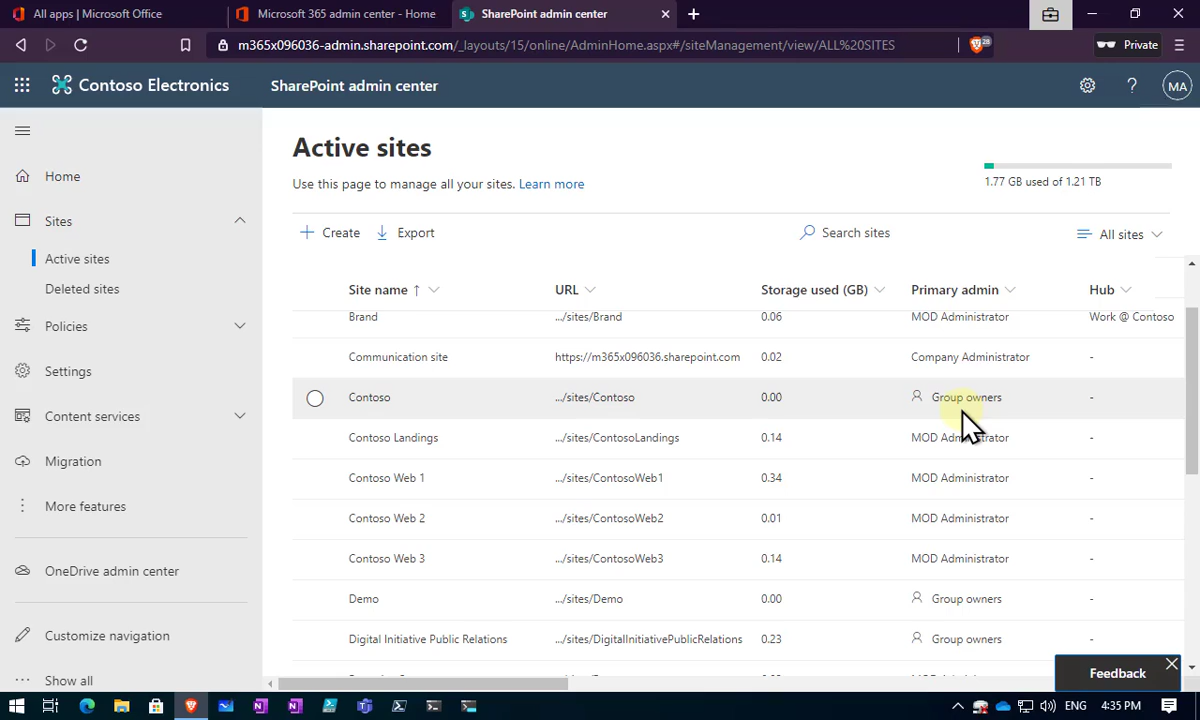 All apps | Microsoft Office
Microsoft 365 admin center - Home
SharePoint admin center
m365x096036-admin.sharepoint.com/_layouts/15/online/AdminHome.aspx#/siteManagement/view/ALL%20SITES
28
Private
Contoso Electronics
SharePoint admin center
MA
Home
Sites
Active sites
Deleted sites
Policies
Settings
Content services
Migration
More features
OneDrive admin center
Customize navigation
Show all
Active sites
Use this page to manage all your sites. Learn more
1.77 GB used of 1.21 TB
Create
Export
Search sites
All sites
Site name ↑ URL Storage used (GB) Primary admin Hub
Brand .../sites/Brand 0.06 MOD Administrator Work @ Contoso
Communication site https://m365x096036.sharepoint.com 0.02 Company Administrator -
Contoso .../sites/Contoso 0.00 Group owners -
Contoso Landings .../sites/ContosoLandings 0.14 MOD Administrator -
Contoso Web 1 .../sites/ContosoWeb1 0.34 MOD Administrator -
Contoso Web 2 .../sites/ContosoWeb2 0.01 MOD Administrator -
Contoso Web 3 .../sites/ContosoWeb3 0.14 MOD Administrator -
Demo .../sites/Demo 0.00 Group owners -
Digital Initiative Public Relations .../sites/DigitalInitiativePublicRelations 0.23 Group owners -
Feedback
ENG
4:35 PM